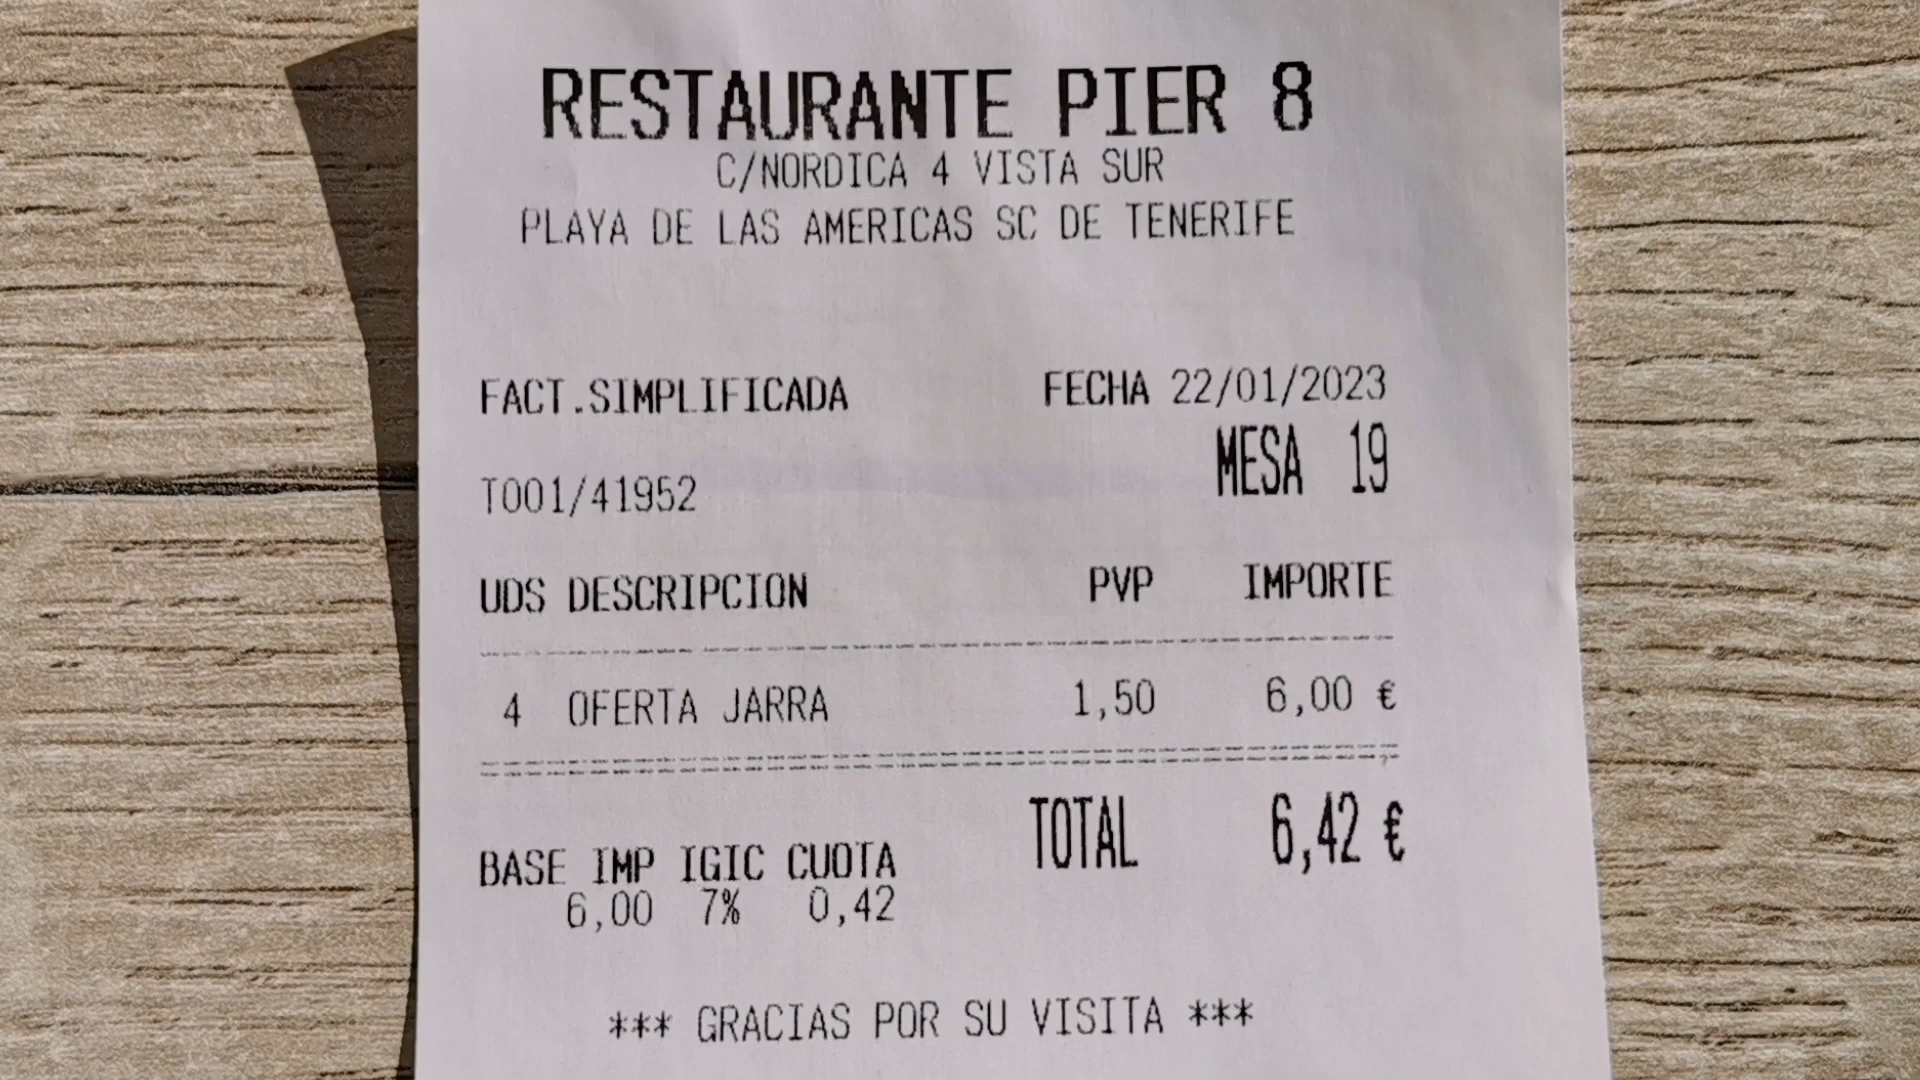 RESTAURANTE PIER 8
C/NORDICA 4 VISTA SUR
PLAYA DE LAS AMERICAS SC DE TENERIFE
FACT.SIMPLIFICADA FECHA 22/01/2023
MESA 19
T001/41952
UDS DESCRIPCION PVP IMPORTE
4 OFERTA JARRA 1,50 6,00 €
TOTAL 6,42 €
BASE IMP IGIC CUOTA
6,00 7% 0,42
*** GRACIAS POR SU VISITA ***